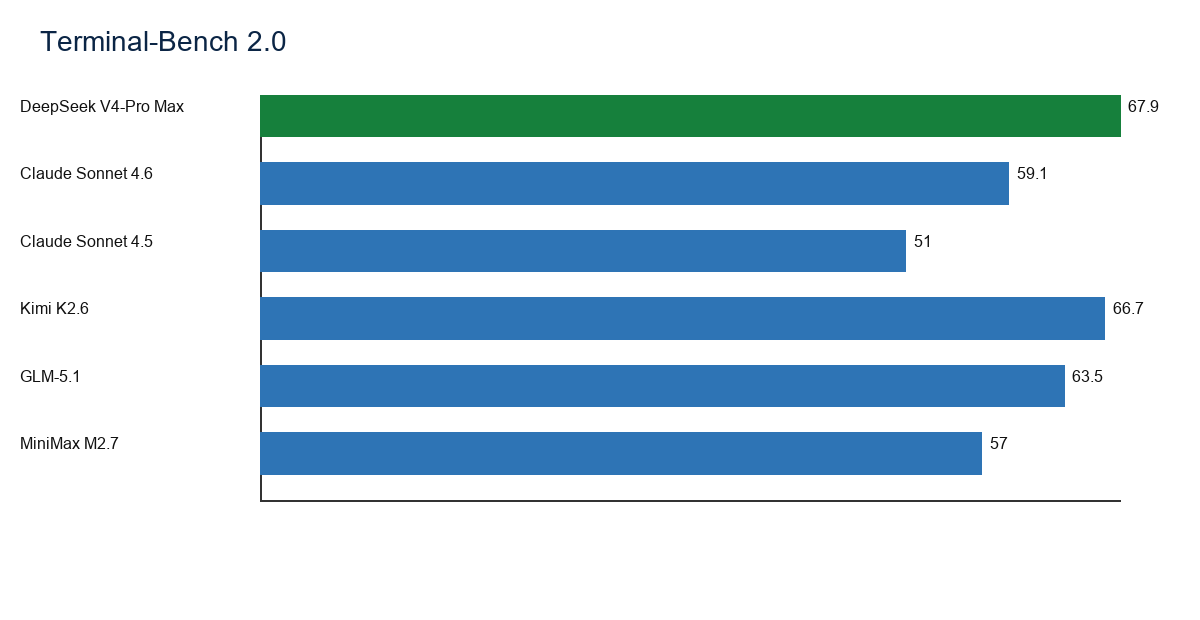 Terminal-Bench 2.0
DeepSeek V4-Pro Max 67.9
Claude Sonnet 4.6 59.1
Claude Sonnet 4.5 51
Kimi K2.6 66.7
GLM-5.1 63.5
MiniMax M2.7 57